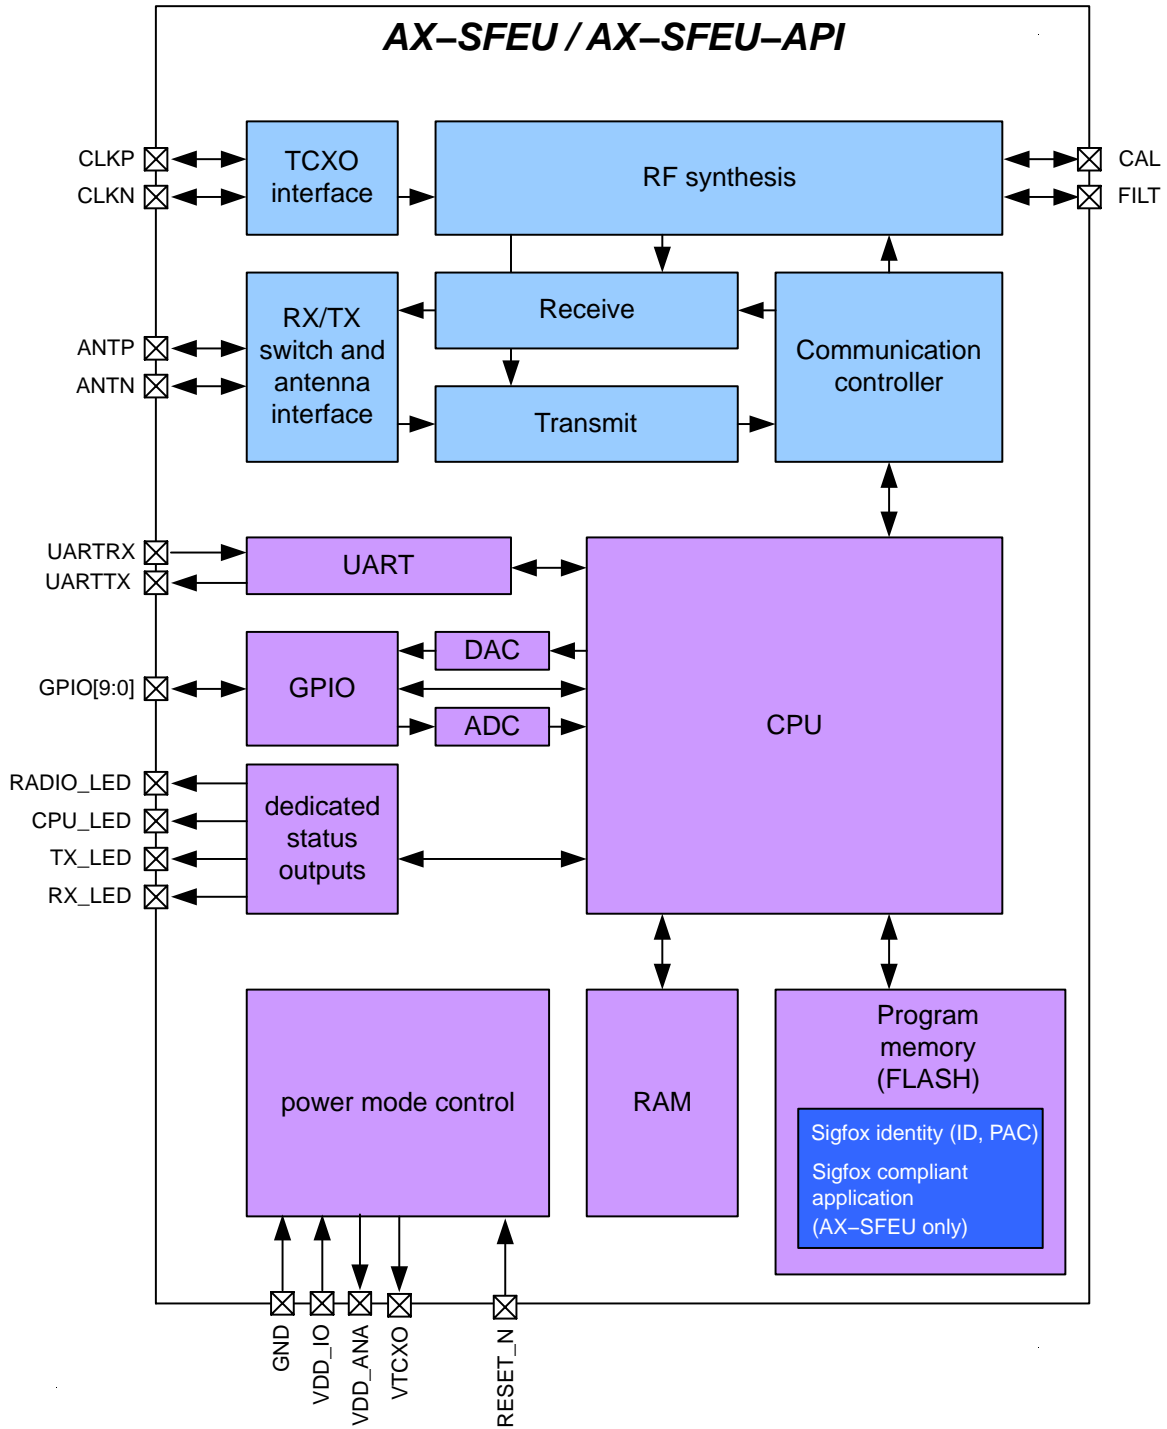 AX–SFEU / AX–SFEU–API
CLKP
CLKN
TCXO
interface
RF synthesis
CAL
FILT
ANTP
ANTN
RX/TX
switch and
antenna
interface
Receive
Transmit
Communication
controller
UARTRX
UARTTX
UART
GPIO[9:0]
GPIO
DAC
ADC
CPU
RADIO_LED
CPU_LED
TX_LED
RX_LED
dedicated
status
outputs
power mode control
RAM
Program
memory
(FLASH)
Sigfox identity (ID, PAC)
Sigfox compliant
application
(AX–SFEU only)
GND
VDD_IO
VDD_ANA
VTCXO
RESET_N